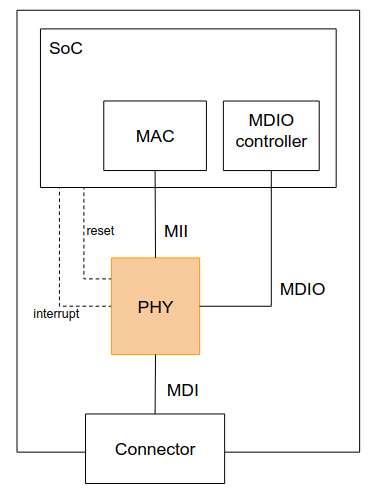 SoC
MAC
MDIO
controller
reset
MII
MDIO
interrupt
PHY
MDI
Connector